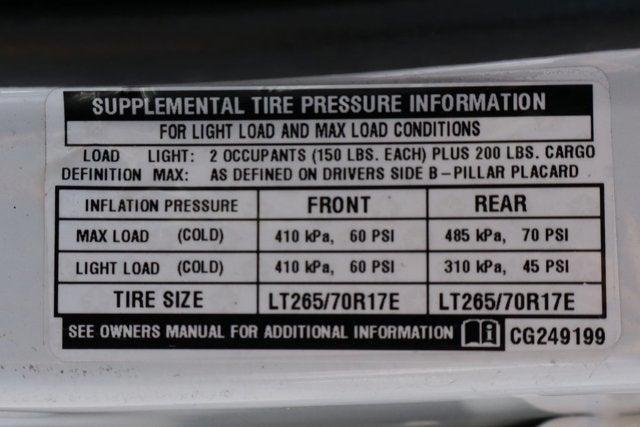 SUPPLEMENTAL TIRE PRESSURE INFORMATION
FOR LIGHT LOAD AND MAX LOAD CONDITIONS
LOAD LIGHT: 2 OCCUPANTS (150 LBS. EACH) PLUS 200 LBS. CARGO
DEFINITION MAX: AS DEFINED ON DRIVERS SIDE B-PILLAR PLACARD
INFLATION PRESSURE FRONT REAR
MAX LOAD (COLD) 410 kPa, 60 PSI 485 kPa, 70 PSI
LIGHT LOAD (COLD) 410 kPa, 60 PSI 310 kPa, 45 PSI
TIRE SIZE LT265/70R17E LT265/70R17E
SEE OWNERS MANUAL FOR ADDITIONAL INFORMATION CG249199